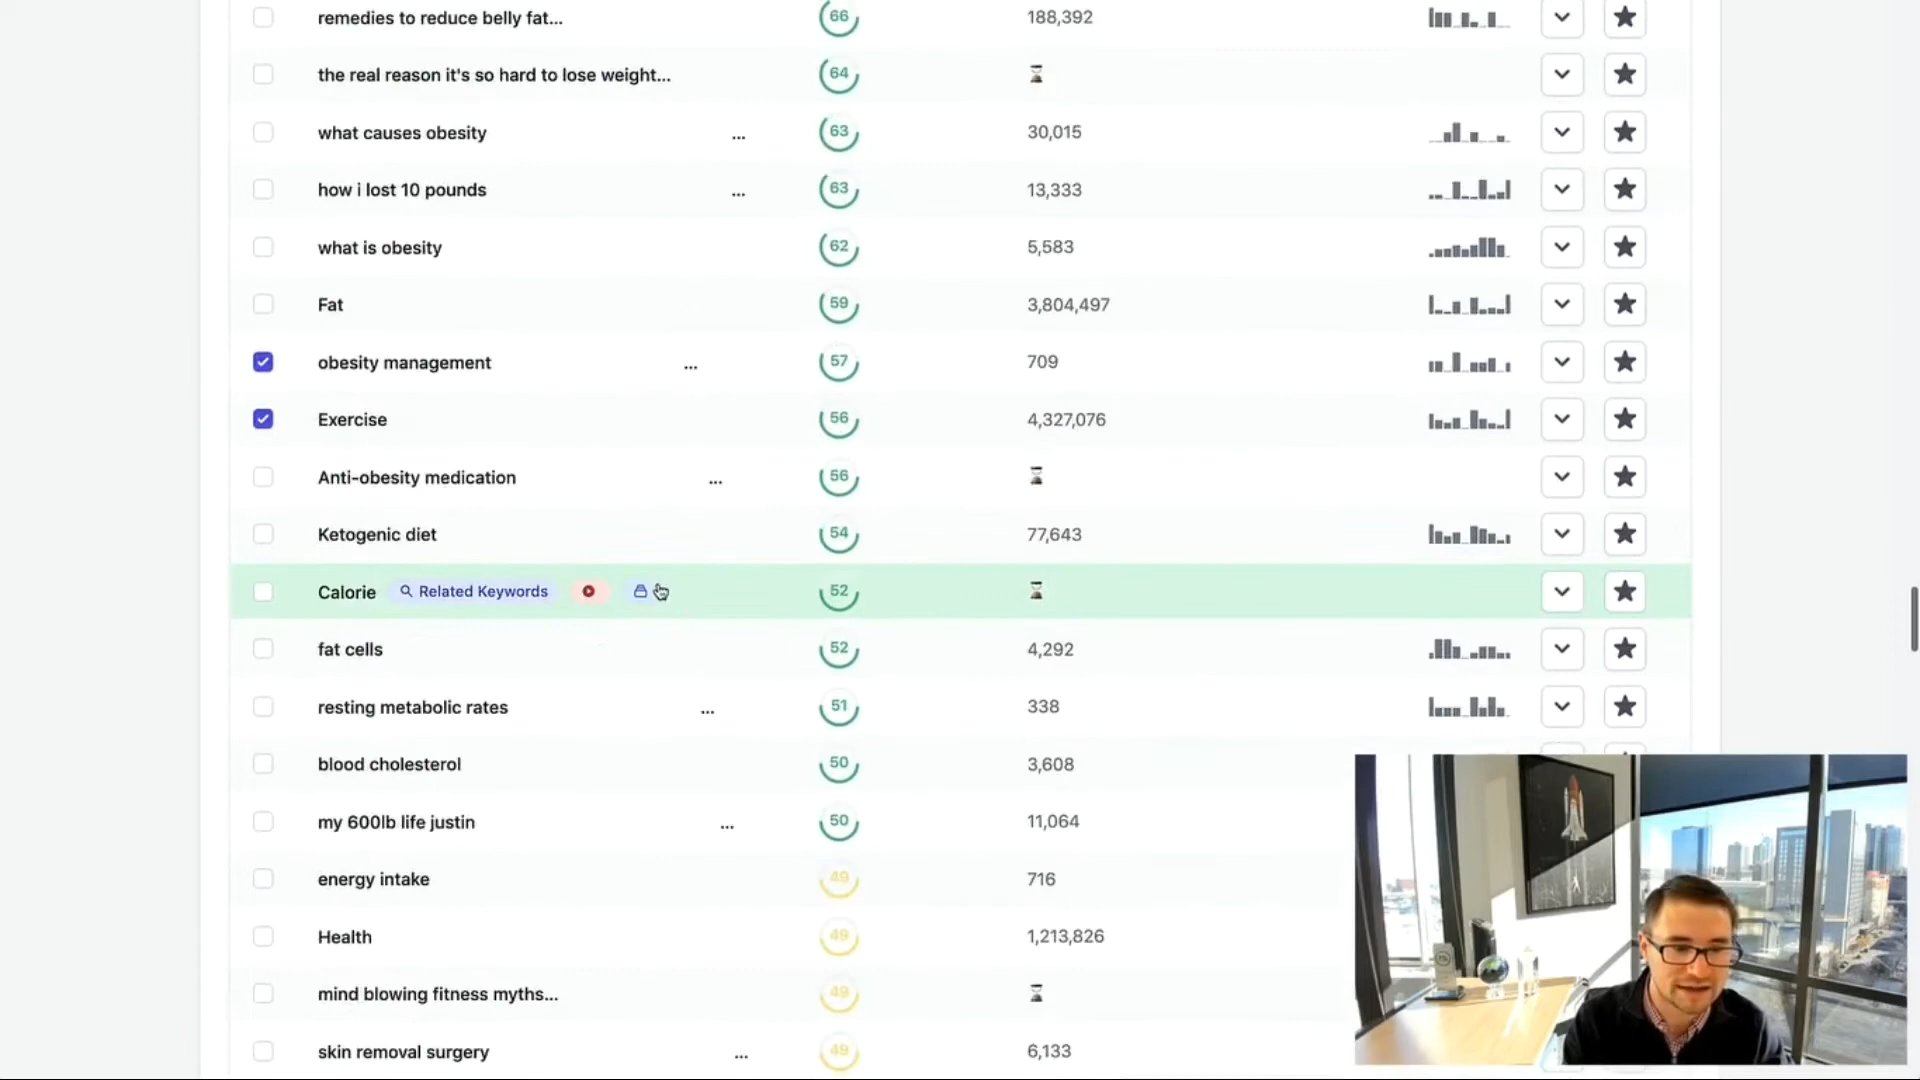 remedies to reduce belly fat... 66 188,392
the real reason it's so hard to lose weight... 64
what causes obesity ... 63 30,015
how i lost 10 pounds ... 63 13,333
what is obesity 62 5,583
Fat 59 3,804,497
obesity management ... 57 709
Exercise 56 4,327,076
Anti-obesity medication ... 56
Ketogenic diet 54 77,643
Calorie Related Keywords 52
fat cells 52 4,292
resting metabolic rates ... 51 338
blood cholesterol 50 3,608
my 600lb life justin ... 50 11,064
energy intake 49 716
Health 49 1,213,826
mind blowing fitness myths... 49
skin removal surgery ... 49 6,133